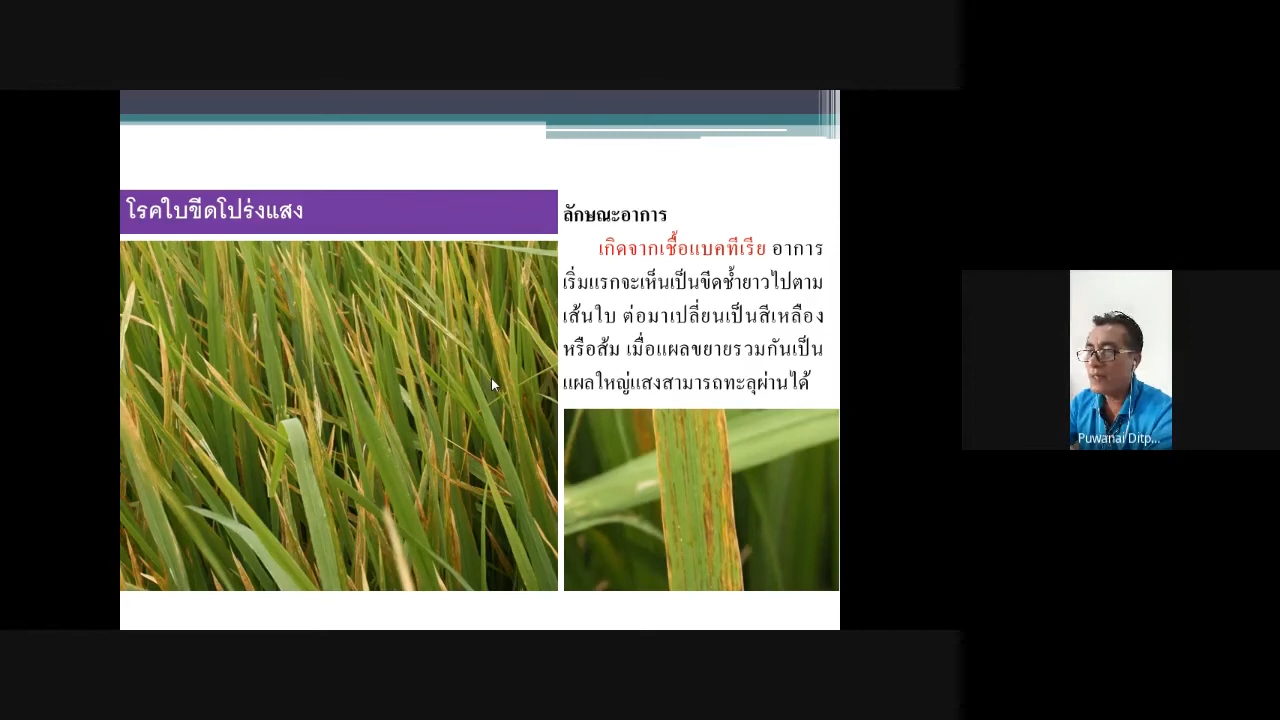 โรคใบขีดโปร่งแสง
ลักษณะอาการ
เกิดจากเชื้อแบคทีเรีย อาการ
เริ่มแรกจะเห็นเป็นขีดช้ำยาวไปตาม
เส้นใบ ต่อมาเปลี่ยนเป็นสีเหลือง
หรือส้ม เมื่อแผลขยายรวมกันเป็น
แผลใหญ่แสงสามารถทะลุผ่านได้
Puwanai Ditp...